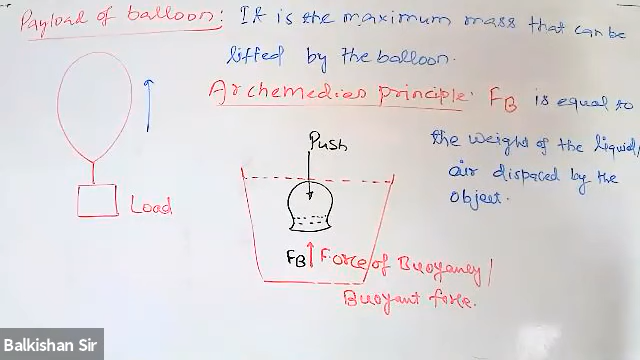 Payload of balloon: It is the maximum mass that can be
lifted by the balloon.
Archemedies principle: FB is equal to
the weight of the liquid/
air dispaced by the
object.
Load
Push
FB Force of Buoyancy/
Buoyant force.
Balkishan Sir